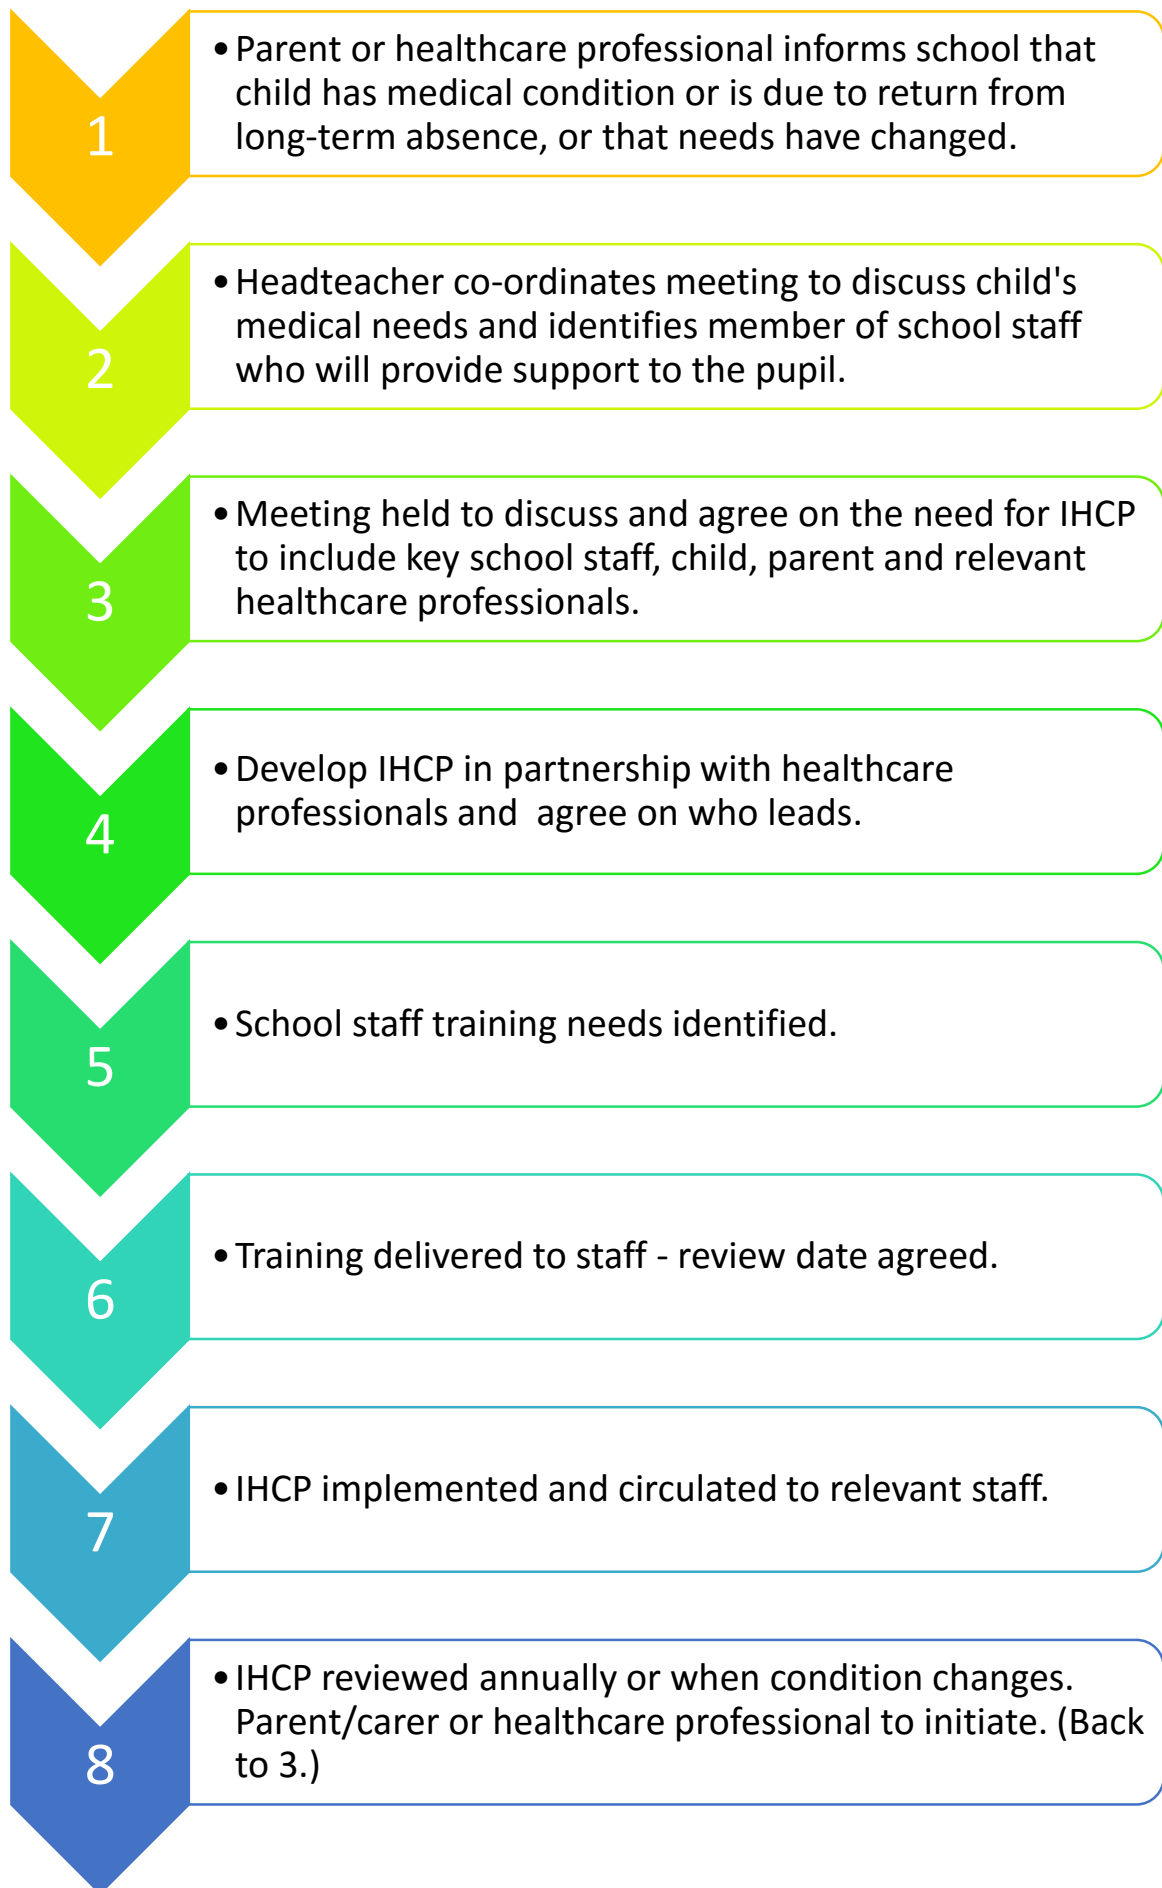 1
• Parent or healthcare professional informs school that
child has medical condition or is due to return from
long-term absence, or that needs have changed.
2
• Headteacher co-ordinates meeting to discuss child's
medical needs and identifies member of school staff
who will provide support to the pupil.
3
• Meeting held to discuss and agree on the need for IHCP
to include key school staff, child, parent and relevant
healthcare professionals.
4
• Develop IHCP in partnership with healthcare
professionals and  agree on who leads.
5
• School staff training needs identified.
6
• Training delivered to staff - review date agreed.
7
• IHCP implemented and circulated to relevant staff.
8
• IHCP reviewed annually or when condition changes.
Parent/carer or healthcare professional to initiate. (Back
to 3.)